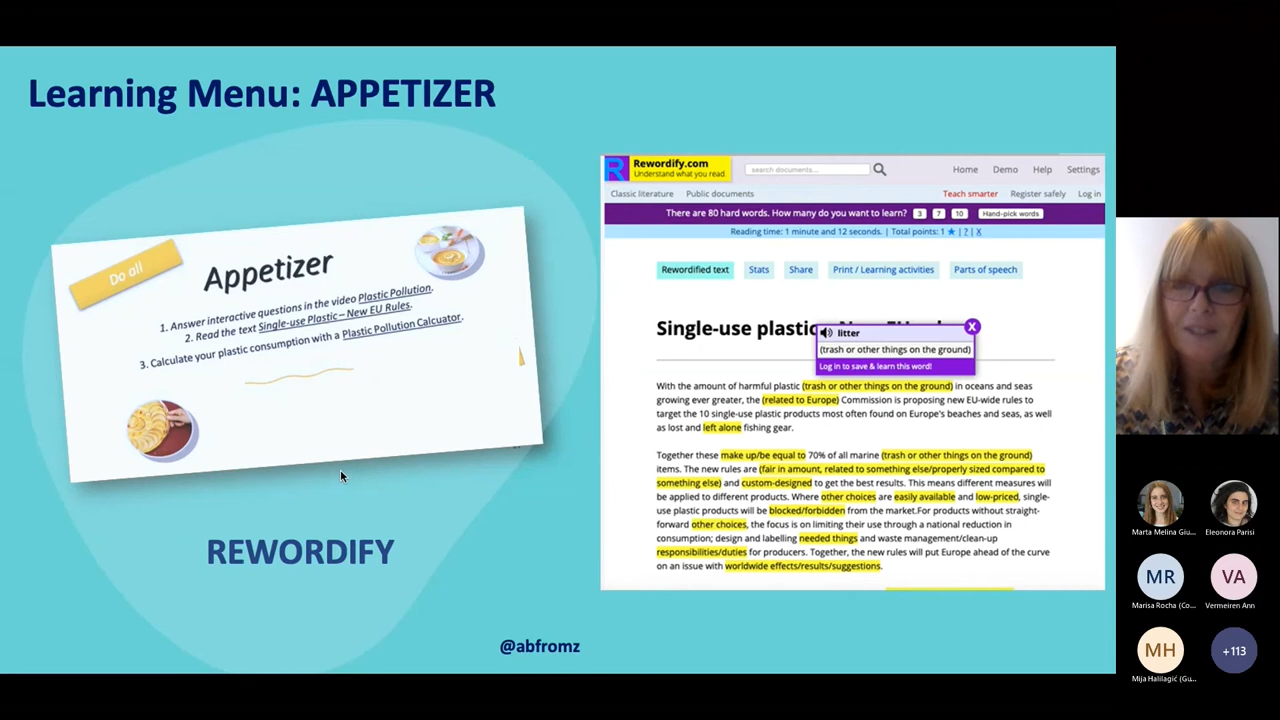 Learning Menu: APPETIZER
Do all
Appetizer
1. Answer interactive questions in the video Plastic Pollution.
2. Read the text Single-use Plastic – New EU Rules.
3. Calculate your plastic consumption with a Plastic Pollution Calcuator.
REWORDIFY
@abfromz
R
Rewordify.com
Understand what you read.
search documents...
Home Demo Help Settings
Classic literature Public documents
Teach smarter Register safely Log in
There are 80 hard words. How many do you want to learn? 3 7 10 Hand-pick words
Reading time: 1 minute and 12 seconds. | Total points: 1 ★ | ? | X
Rewordified text Stats Share Print / Learning activities Parts of speech
Single-use plastic
litter
X
(trash or other things on the ground)
Log in to save & learn this word!
With the amount of harmful plastic (trash or other things on the ground) in oceans and seas
growing ever greater, the (related to Europe) Commission is proposing new EU-wide rules to
target the 10 single-use plastic products most often found on Europe's beaches and seas, as well
as lost and left alone fishing gear.
Together these make up/be equal to 70% of all marine (trash or other things on the ground)
items. The new rules are (fair in amount, related to something else/properly sized compared to
something else) and custom-designed to get the best results. This means different measures will
be applied to different products. Where other choices are easily available and low-priced, single-
use plastic products will be blocked/forbidden from the market.For products without straight-
forward other choices, the focus is on limiting their use through a national reduction in
consumption; design and labelling needed things and waste management/clean-up
responsibilities/duties for producers. Together, the new rules will put Europe ahead of the curve
on an issue with worldwide effects/results/suggestions.
Marta Melina Giu...
Eleonora Parisi
MR
VA
Marisa Rocha (Co...
Vermeiren Ann
MH
+113
Mija Halilagić (Gu...